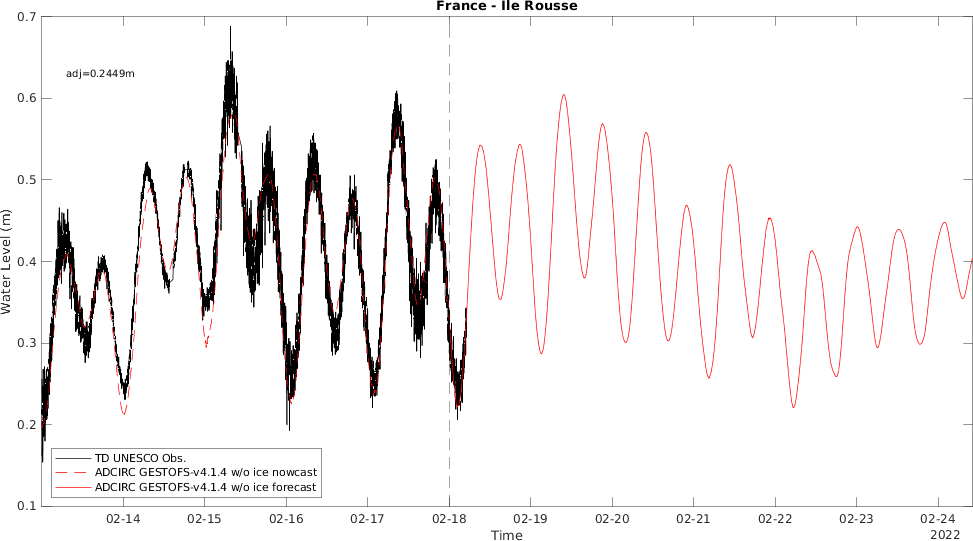 France - Ile Rousse
0.7
0.6
0.5
0.4
0.3
0.2
0.1
Water Level (m)
adj=0.2449m
TD UNESCO Obs.
ADCIRC GESTOFS-v4.1.4 w/o ice nowcast
ADCIRC GESTOFS-v4.1.4 w/o ice forecast
02-14 02-15 02-16 02-17 02-18 02-19 02-20 02-21 02-22 02-23 02-24
Time
2022